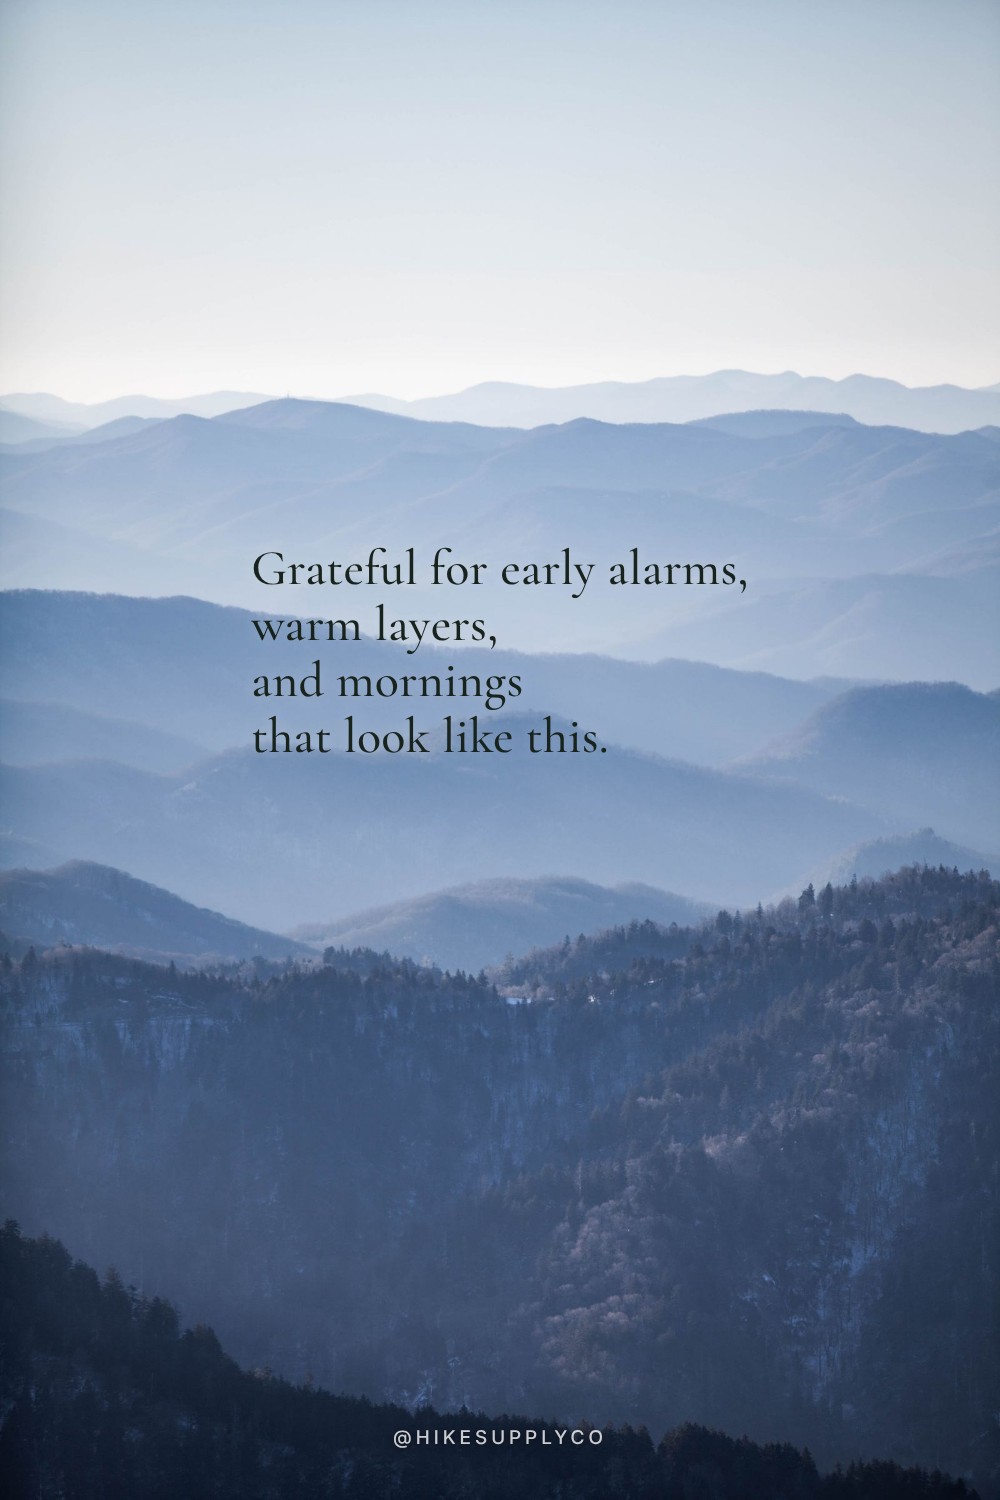 Grateful for early alarms,
warm layers,
and mornings
that look like this.
@HIKESUPPLYCO